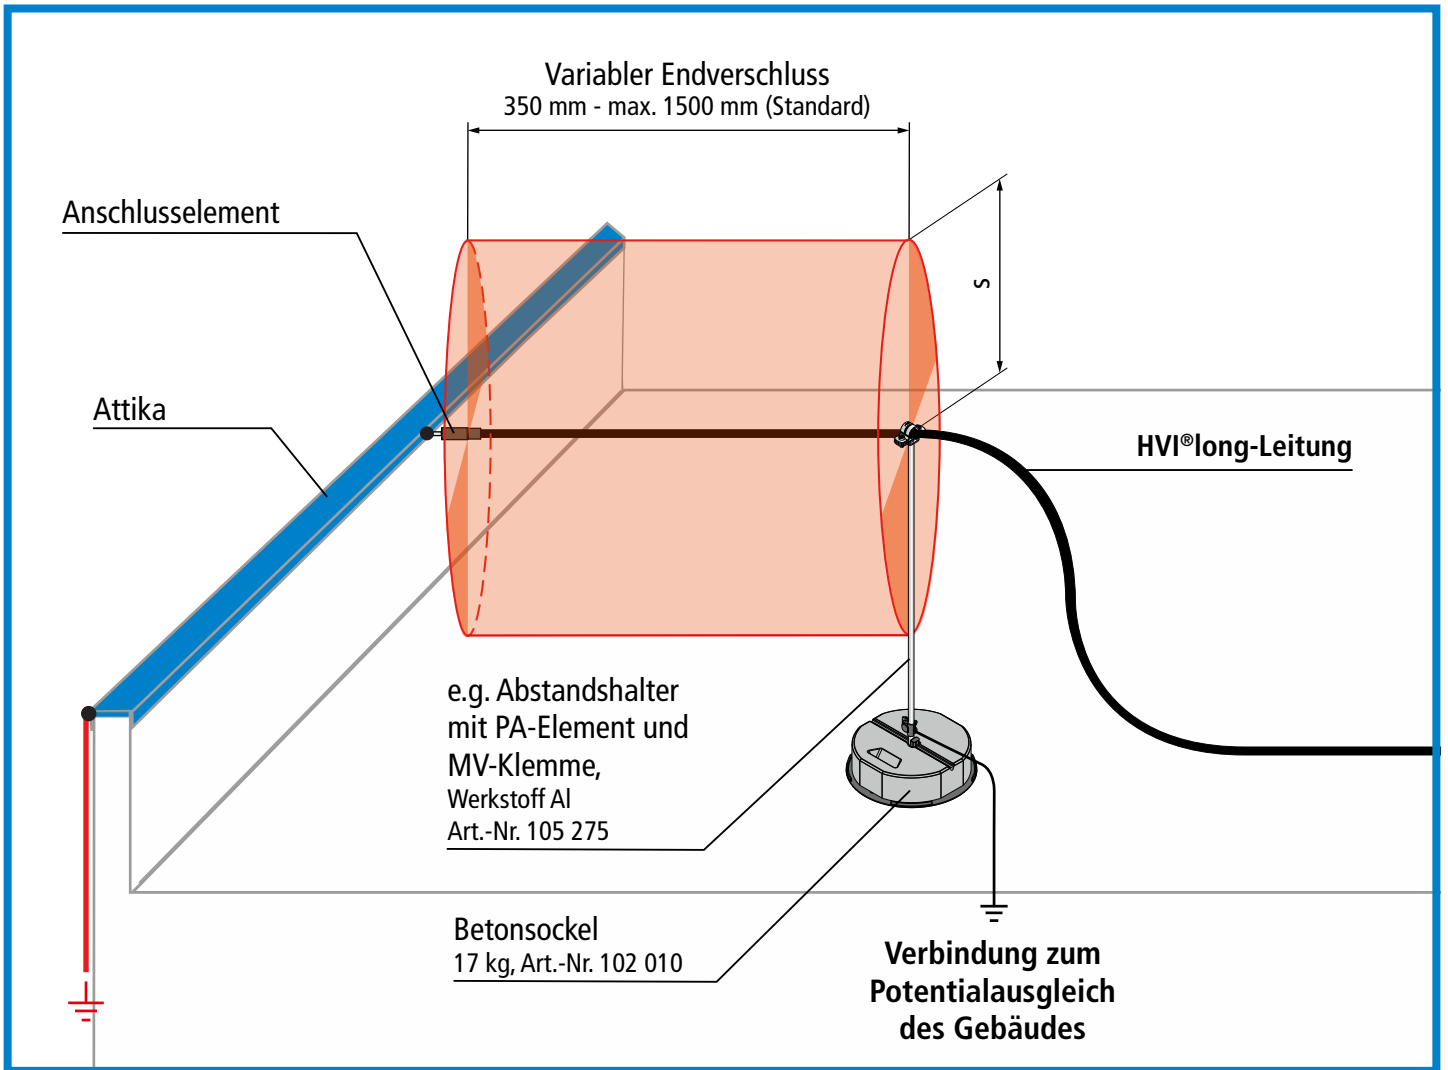 Variabler Endverschluss
350 mm - max. 1500 mm (Standard)
Anschlusselement
s
Attika
HVI®long-Leitung
e.g. Abstandshalter
mit PA-Element und
MV-Klemme,
Werkstoff Al
Art.-Nr. 105 275
Betonsockel
17 kg, Art.-Nr. 102 010
Verbindung zum
Potentialausgleich
des Gebäudes